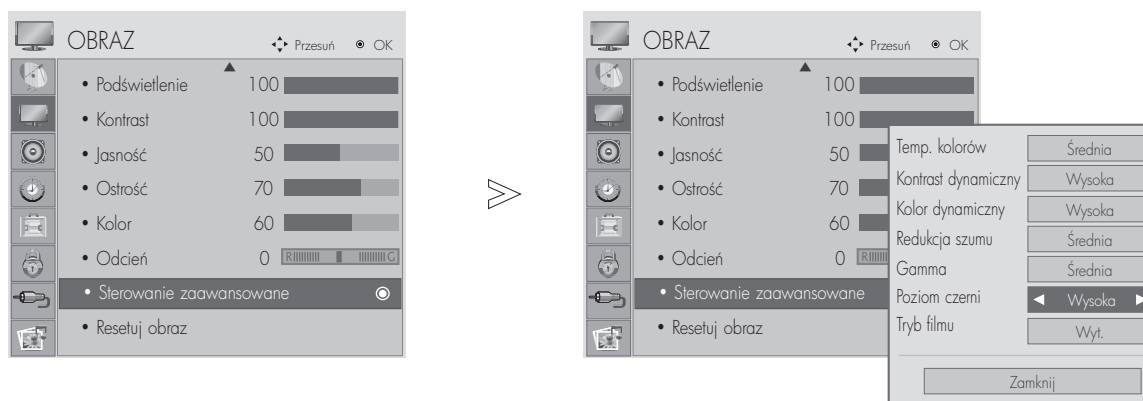 OBRAZ
Przesuń OK
• Podświetlenie 100
• Kontrast 100
• Jasność 50
• Ostrość 70
• Kolor 60
• Odcień 0 R G
• Sterowanie zaawansowane
• Resetuj obraz
OBRAZ
Przesuń OK
• Podświetlenie 100
• Kontrast 100
• Jasność 50
• Ostrość 70
• Kolor 60
• Odcień 0 R
• Sterowanie zaawansowane
• Resetuj obraz
Temp. kolorów Średnia
Kontrast dynamiczny Wysoka
Kolor dynamiczny Wysoka
Redukcja szumu Średnia
Gamma Średnia
Poziom czerni Wysoka
Tryb filmu Wyt.
Zamknij